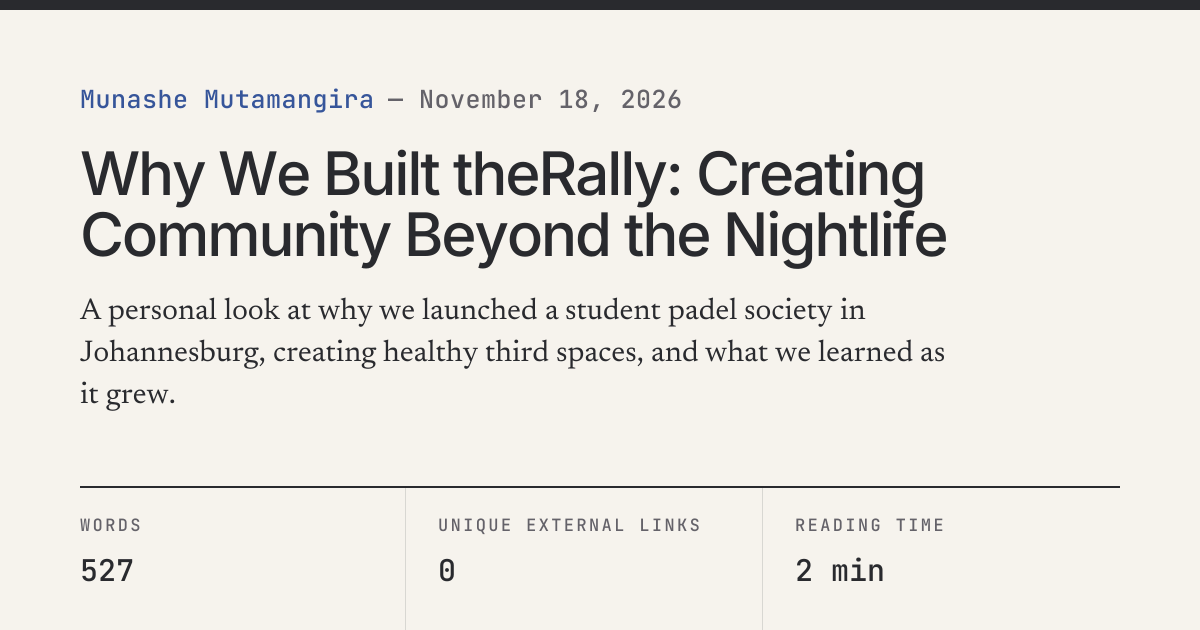 Munashe Mutamangira — November 18, 2026
Why We Built theRally: Creating
Community Beyond the Nightlife
A personal look at why we launched a student padel society in
Johannesburg, creating healthy third spaces, and what we learned as
it grew.
WORDS
527
UNIQUE EXTERNAL LINKS
0
READING TIME
2 min